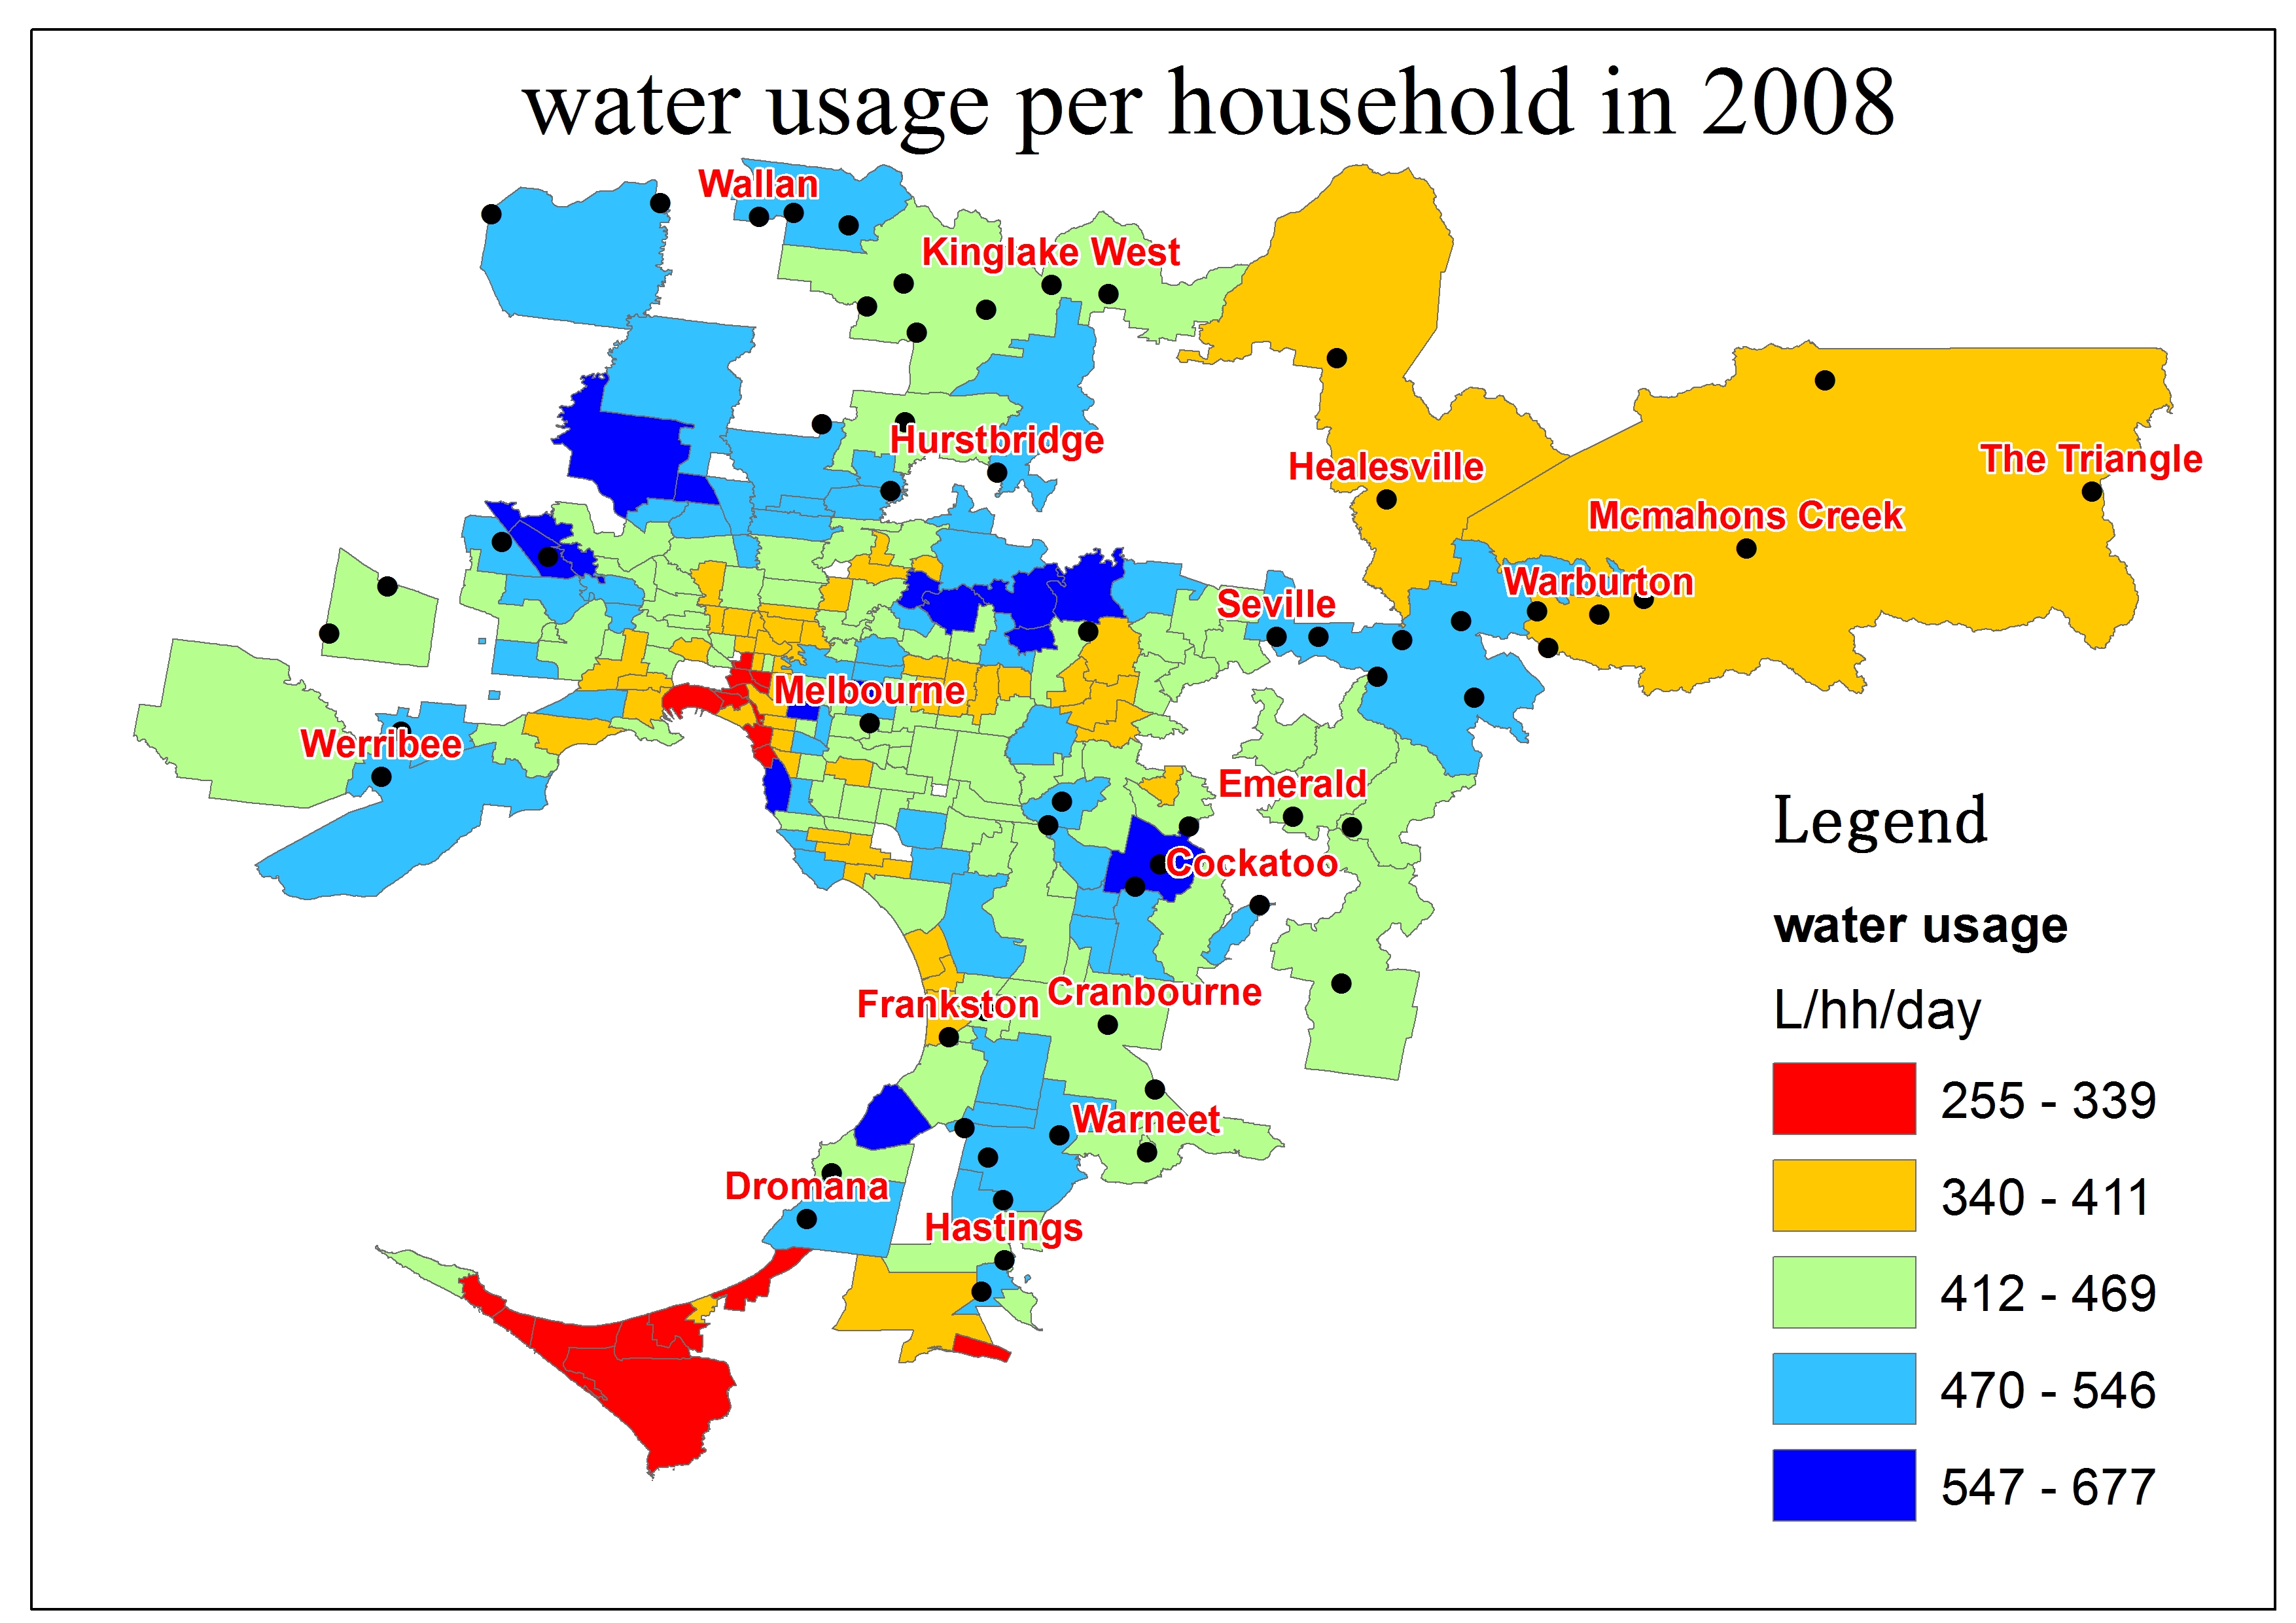 water usage per household in 2008
Wallan
Kinglake West
Hurstbridge
Healesville
The Triangle
Mcmahons Creek
Warburton
Seville
Melbourne
Werribee
Emerald
Cockatoo
Frankston
Cranbourne
Warneet
Dromana
Hastings
Legend
water usage
L/hh/day
255 - 339
340 - 411
412 - 469
470 - 546
547 - 677